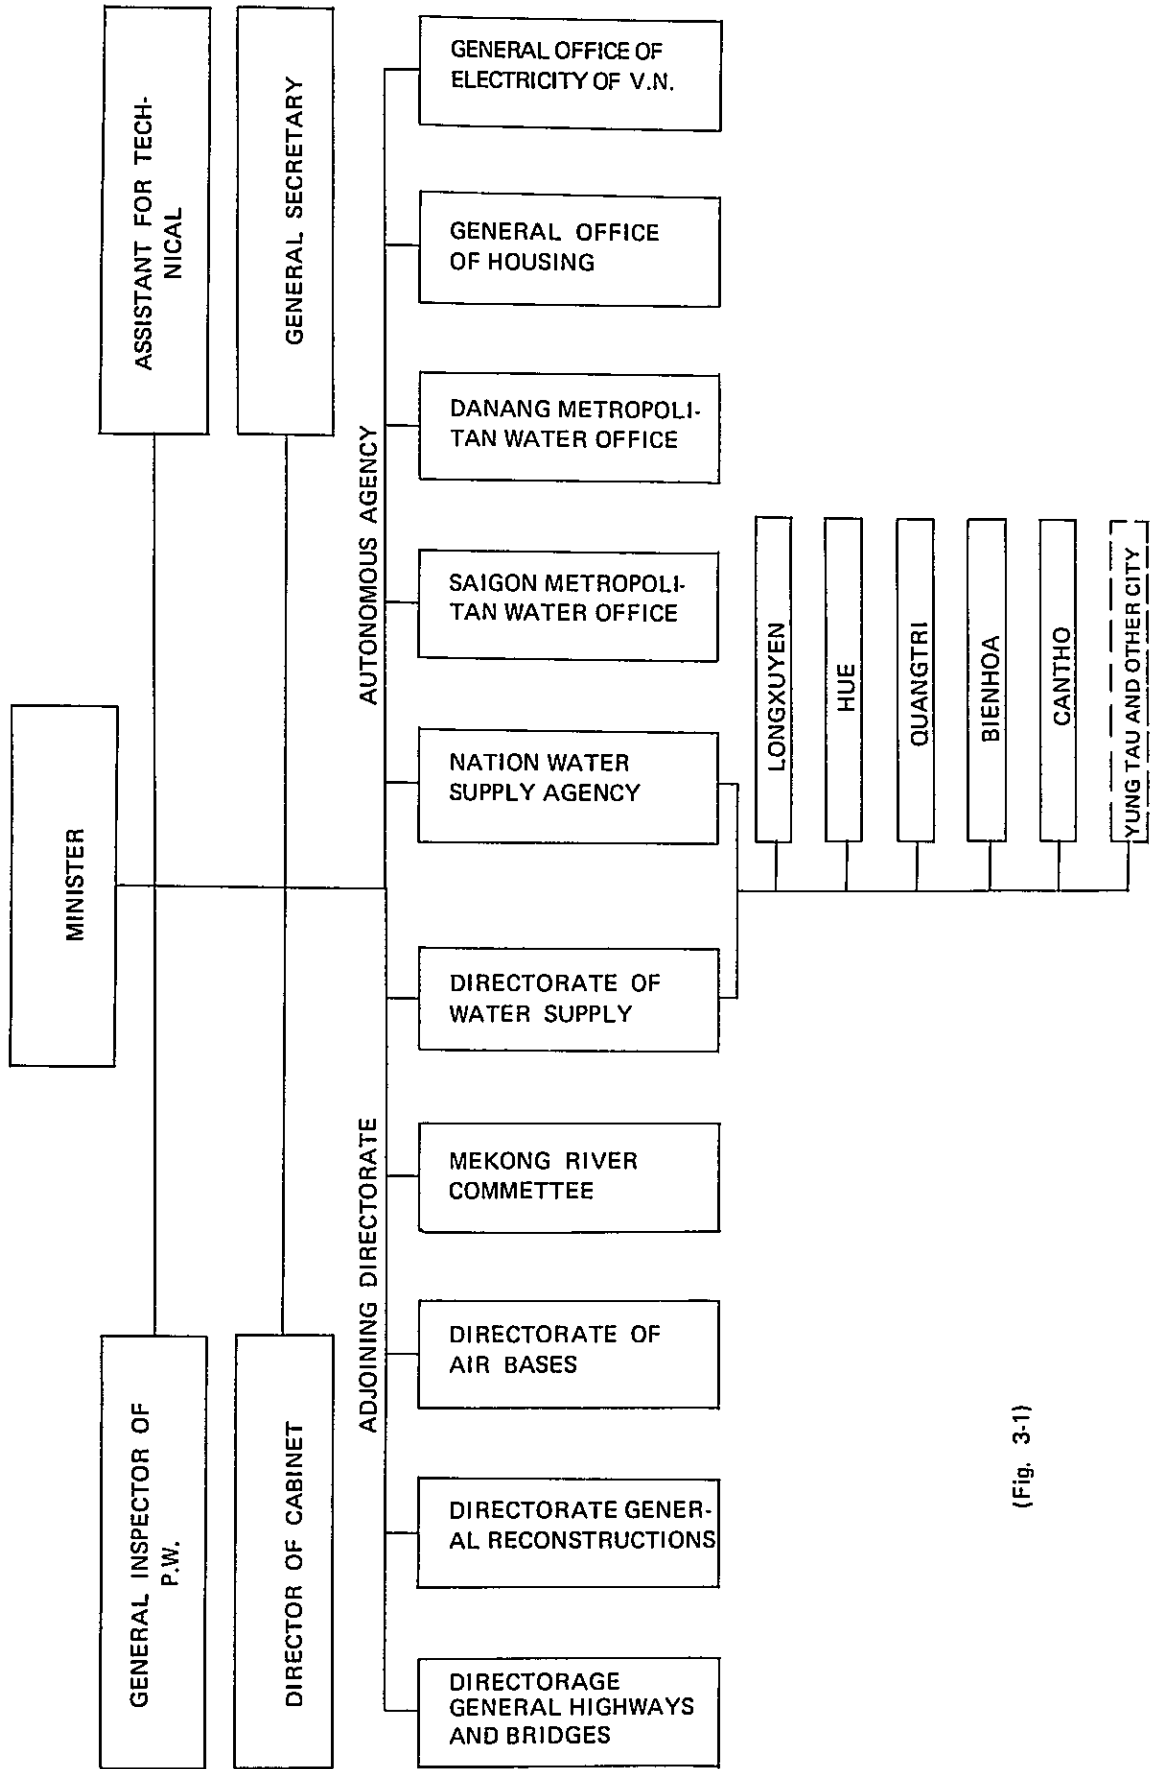 MINISTER
GENERAL INSPECTOR OF
P.W.
ASSISTANT FOR TECH-
NICAL
DIRECTOR OF CABINET
GENERAL SECRETARY
ADJOINING DIRECTORATE
AUTONOMOUS AGENCY
DIRECTORAGE
GENERAL HIGHWAYS
AND BRIDGES
DIRECTORATE GENER-
AL RECONSTRUCTIONS
DIRECTORATE OF
AIR BASES
MEKONG RIVER
COMMETTEE
DIRECTORATE OF
WATER SUPPLY
NATION WATER
SUPPLY AGENCY
SAIGON METROPOLI-
TAN WATER OFFICE
DANANG METROPOLI-
TAN WATER OFFICE
GENERAL OFFICE
OF HOUSING
GENERAL OFFICE OF
ELECTRICITY OF V.N.
LONGXUYEN
HUE
QUANGTRI
BIENHOA
CANTHO
YUNG TAU AND OTHER CITY
(Fig. 3-1)